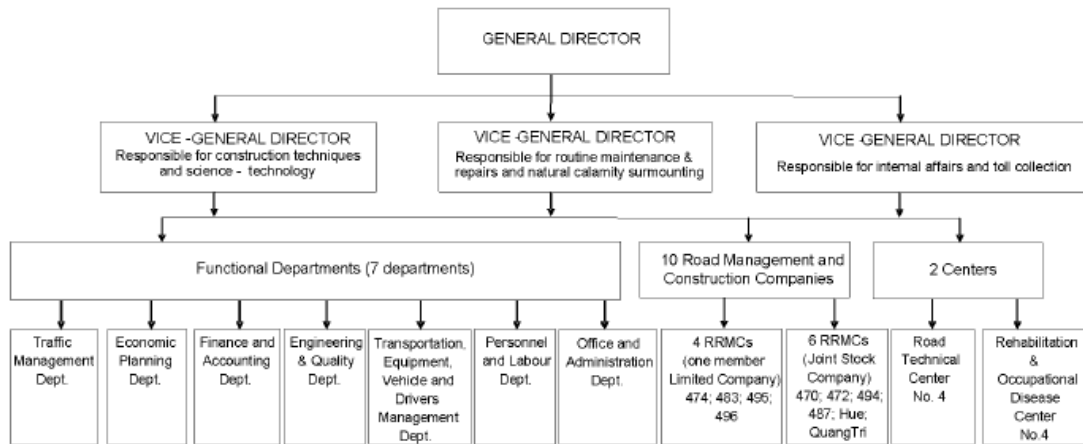 GENERAL DIRECTOR
VICE -GENERAL DIRECTOR
Responsible for construction techniques
and science - technology
VICE -GENERAL DIRECTOR
Responsible for routine maintenance &
repairs and natural calamity surmounting
VICE -GENERAL DIRECTOR
Responsible for internal affairs and toll collection
Functional Departments (7 departments)
10 Road Management and
Construction Companies
2 Centers
Traffic
Management
Dept.
Economic
Planning
Dept.
Finance and
Accounting
Dept.
Engineering
& Quality
Dept.
Transportation,
Equipment,
Vehicle and
Drivers
Management
Dept.
Personnel
and Labour
Dept.
Office and
Administration
Dept.
4 RRMCs
(one member
Limited Company)
474; 483; 495;
496
6 RRMCs
(Joint Stock
Company)
470; 472; 494;
487; Hue;
QuangTri
Road
Technical
Center
No. 4
Rehabilitation
&
Occupational
Disease
Center
No.4